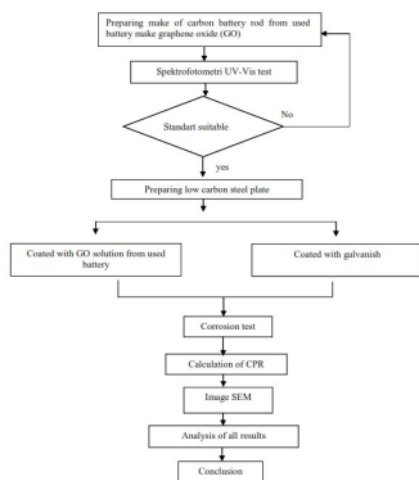 Preparing make of carbon battery rod from used
battery make graphene oxide (GO)
Spektrofotometri UV-Vis test
No
Standart suitable
yes
Preparing low carbon steel plate
Coated with GO solution from used
battery
Coated with galvanish
Corrosion test
Calculation of CPR
Image SEM
Analysis of all results
Conclusion